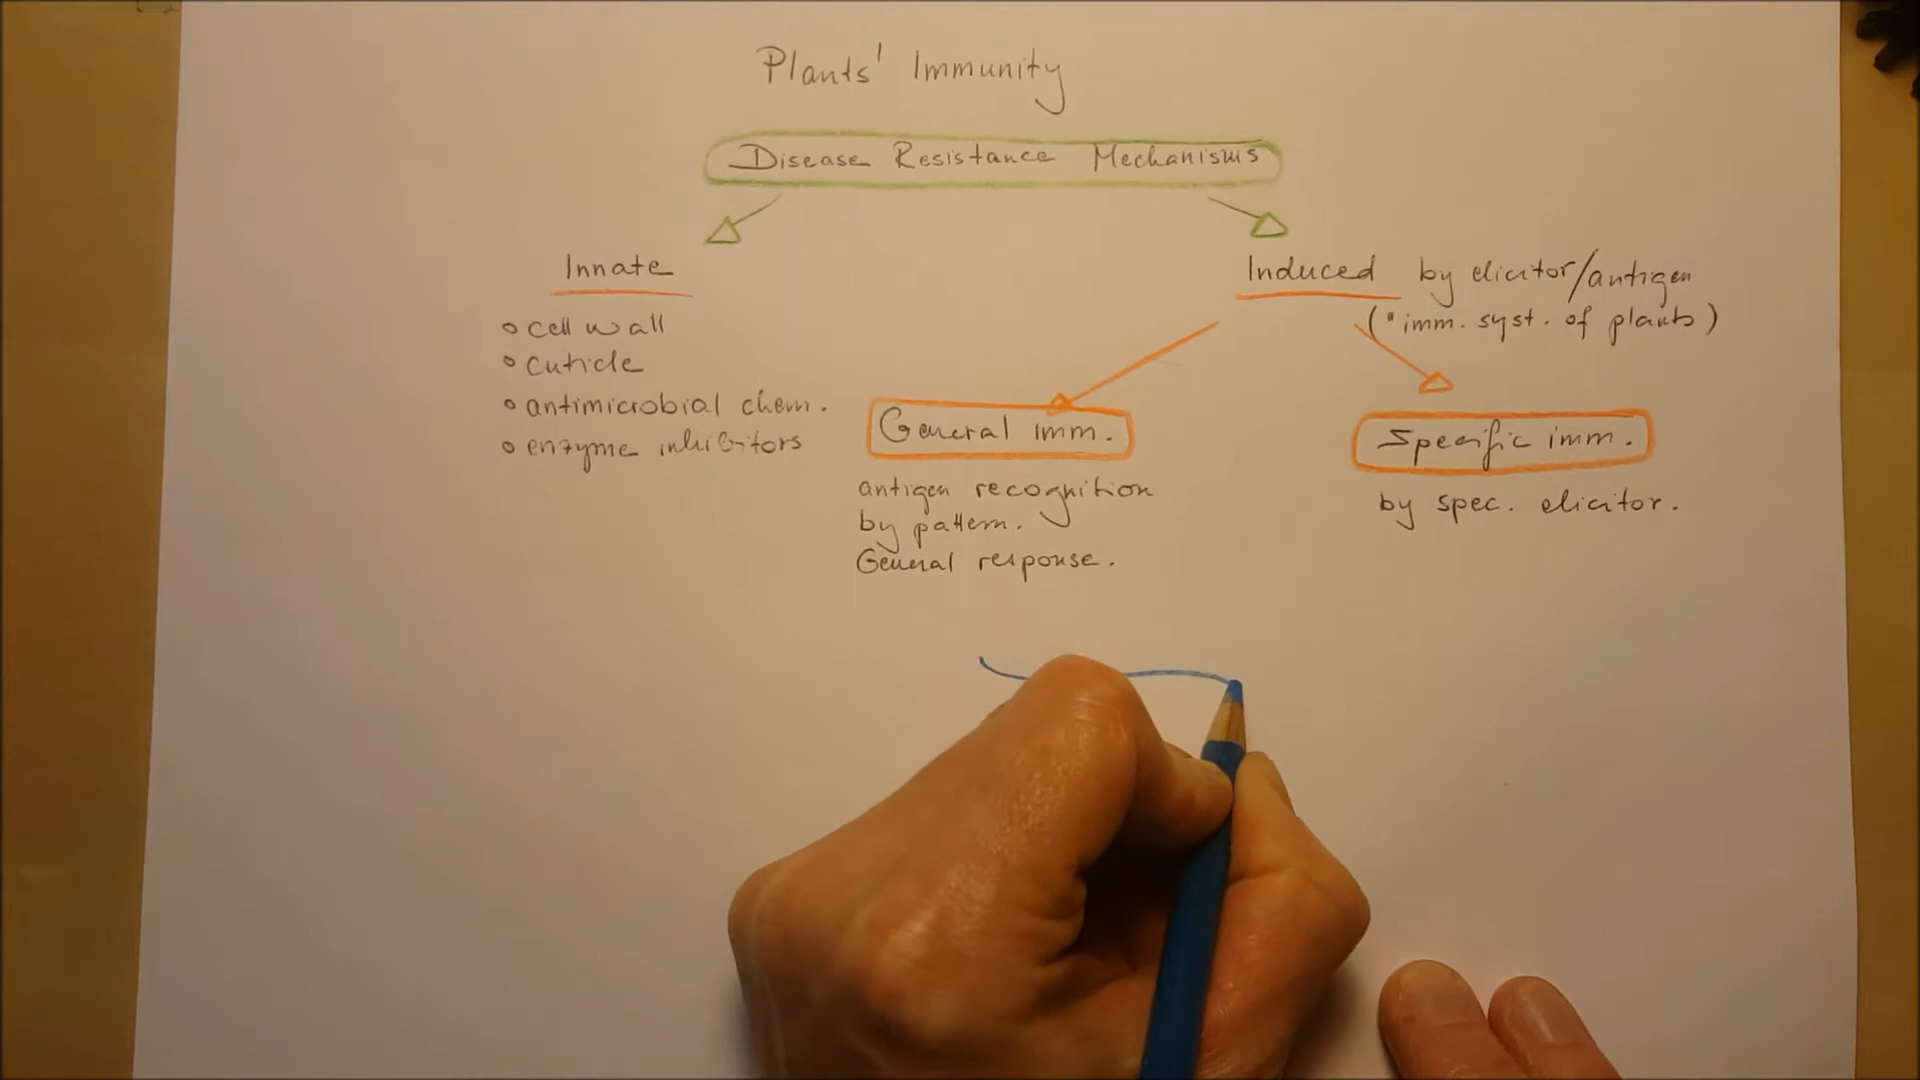 Plants' Immunity
Disease Resistance Mechanisms
Innate
o cell wall
o cuticle
o antimicrobial chem.
o enzyme inhibitors
Induced by elicitor/antigen
(" imm. syst. of plants)
General imm.
antigen recognition
by pattern.
General response.
Specific imm.
by spec. elicitor.